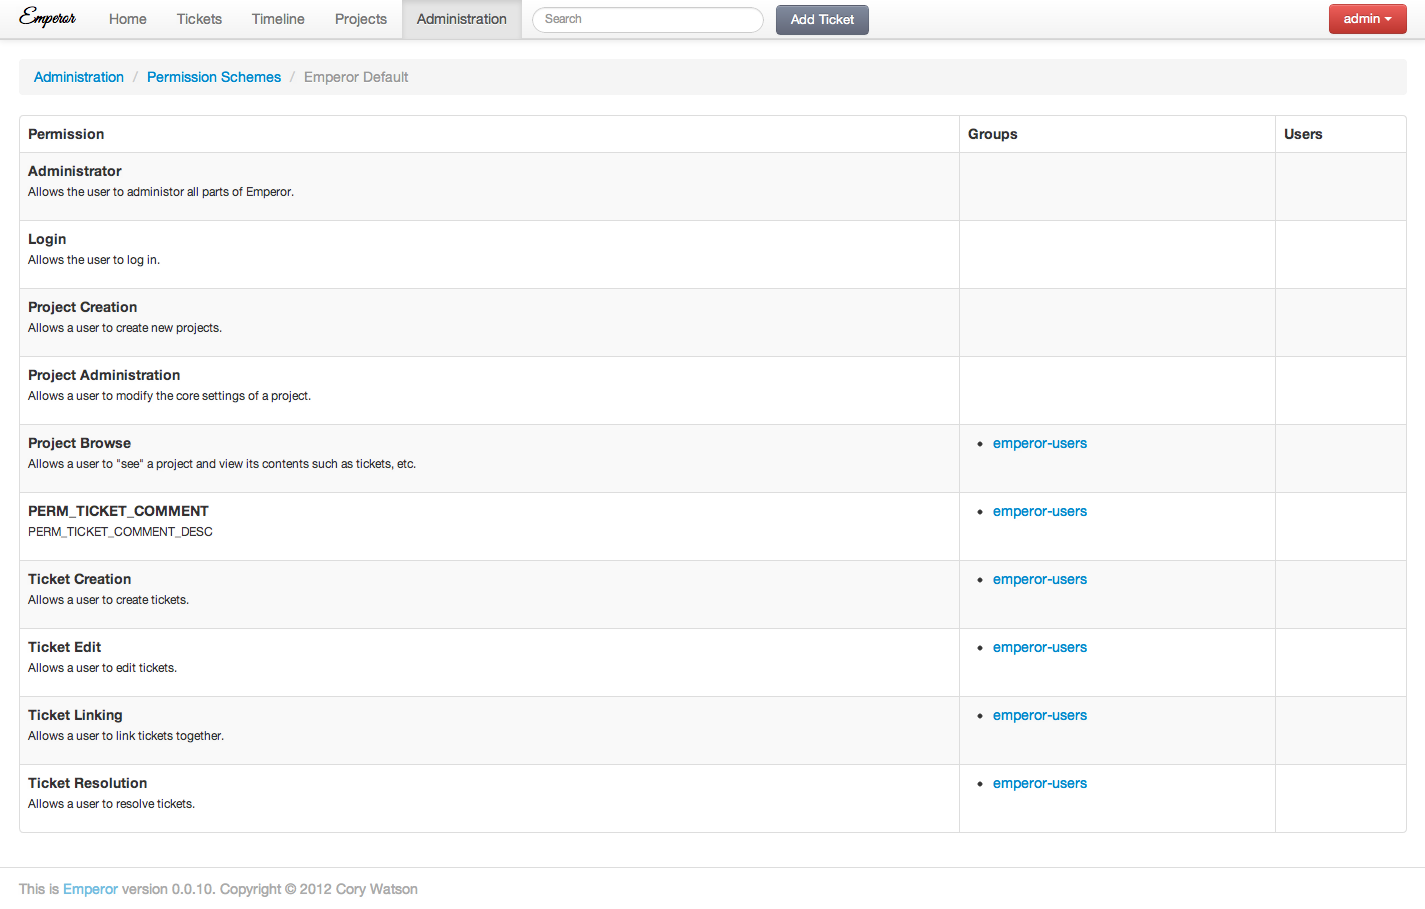 Emperor Home Tickets Timeline Projects Administration Search Add Ticket admin
Administration / Permission Schemes / Emperor Default
Permission Groups Users
Administrator
Allows the user to administor all parts of Emperor.
Login
Allows the user to log in.
Project Creation
Allows a user to create new projects.
Project Administration
Allows a user to modify the core settings of a project.
Project Browse emperor-users
Allows a user to "see" a project and view its contents such as tickets, etc.
PERM_TICKET_COMMENT emperor-users
PERM_TICKET_COMMENT_DESC
Ticket Creation emperor-users
Allows a user to create tickets.
Ticket Edit emperor-users
Allows a user to edit tickets.
Ticket Linking emperor-users
Allows a user to link tickets together.
Ticket Resolution emperor-users
Allows a user to resolve tickets.
This is Emperor version 0.0.10. Copyright © 2012 Cory Watson